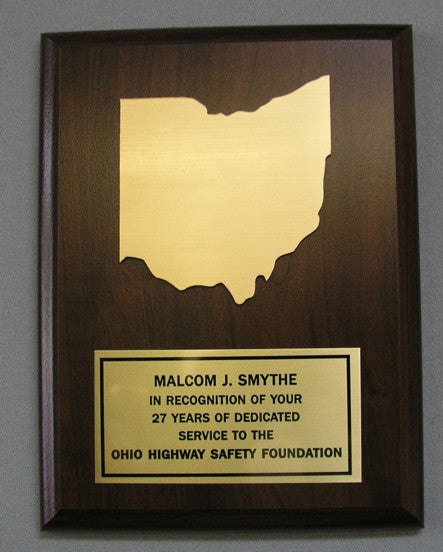 MALCOM J. SMYTHE
IN RECOGNITION OF YOUR
27 YEARS OF DEDICATED
SERVICE TO THE
OHIO HIGHWAY SAFETY FOUNDATION